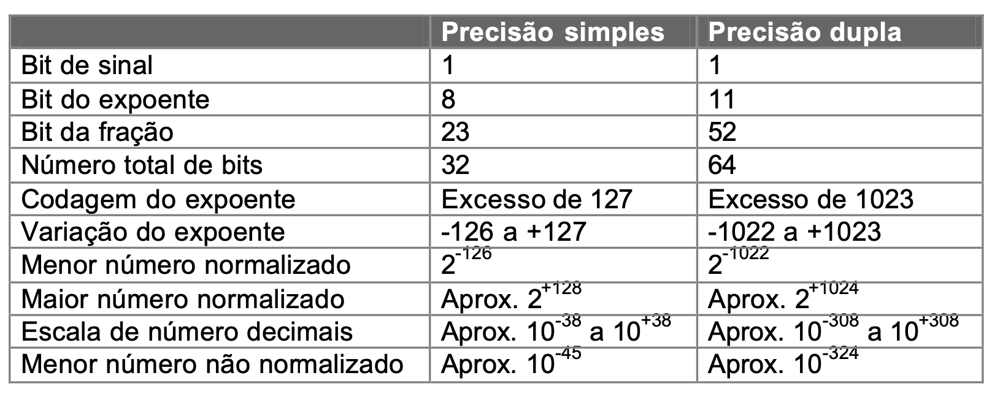 Precisão simples Precisão dupla
Bit de sinal 1 1
Bit do expoente 8 11
Bit da fração 23 52
Número total de bits 32 64
Codagem do expoente Excesso de 127 Excesso de 1023
Variação do expoente -126 a +127 -1022 a +1023
Menor número normalizado 2^-126 2^-1022
Maior número normalizado Aprox. 2^+128 Aprox. 2^+1024
Escala de número decimais Aprox. 10^-38 a 10^+38 Aprox. 10^-308 a 10^+308
Menor número não normalizado Aprox. 10^-45 Aprox. 10^-324